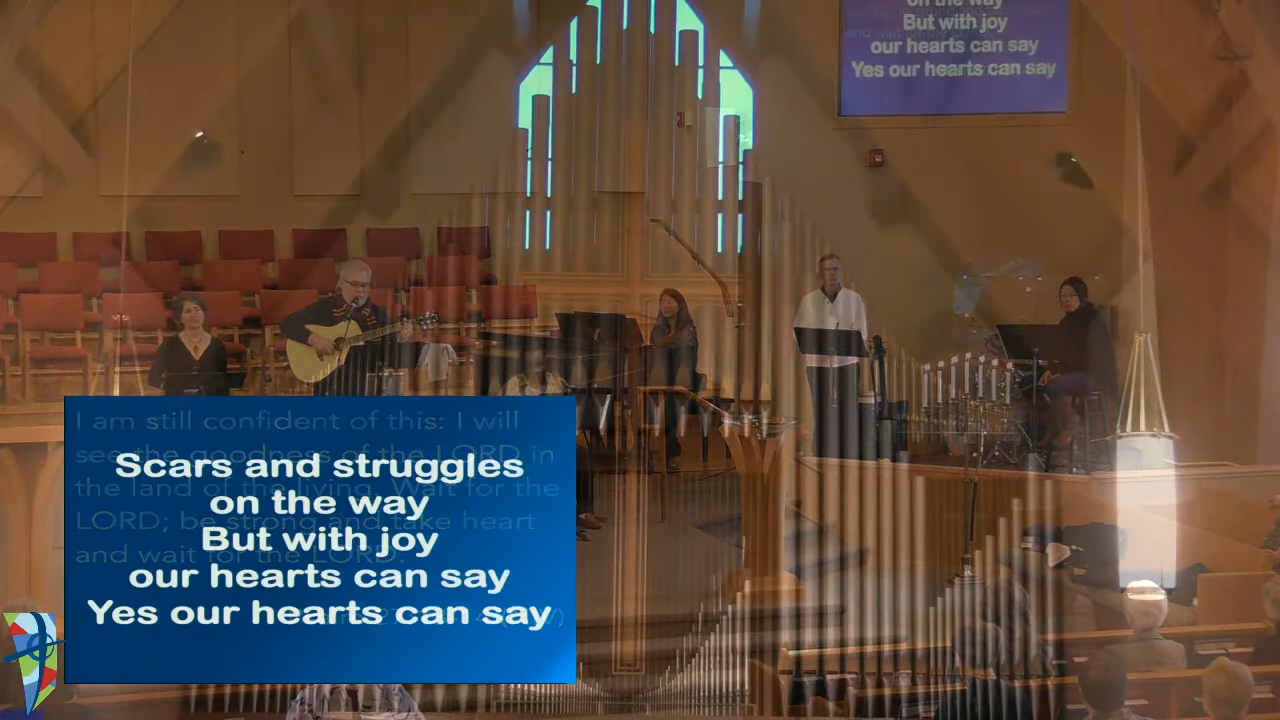 on the way
But with joy
our hearts can say
Yes our hearts can say
I am still confident of this: I will
see the goodness of the LORD in
the land of the living. Wait for the
LORD; be strong and take heart
and wait for the LORD.
Scars and struggles
on the way
But with joy
our hearts can say
Yes our hearts can say